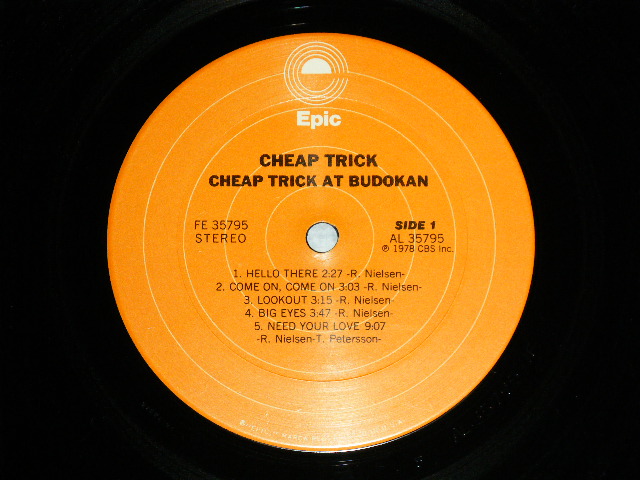 Epic
CHEAP TRICK
CHEAP TRICK AT BUDOKAN
FE 35795
STEREO
SIDE 1
AL 35795
℗ 1978 CBS Inc.
1. HELLO THERE 2:27 -R. Nielsen-
2. COME ON, COME ON 3:03 -R. Nielsen-
3. LOOKOUT 3:15 -R. Nielsen-
4. BIG EYES 3:47 -R. Nielsen-
5. NEED YOUR LOVE 9:07
-R. Nielsen-T. Petersson-